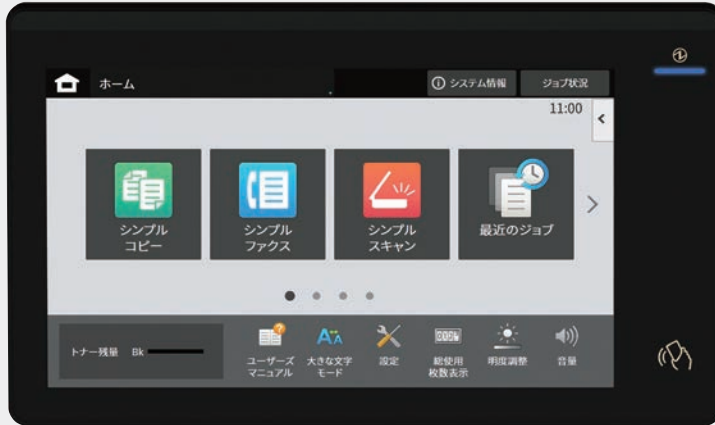 ホーム
システム情報
ジョブ状況
11:00
シンプル
コピー
シンプル
ファクス
シンプル
スキャン
最近のジョブ
トナー残量 Bk
ユーザーズ
マニュアル
大きな文字
モード
設定
総使用
枚数表示
明度調整
音量